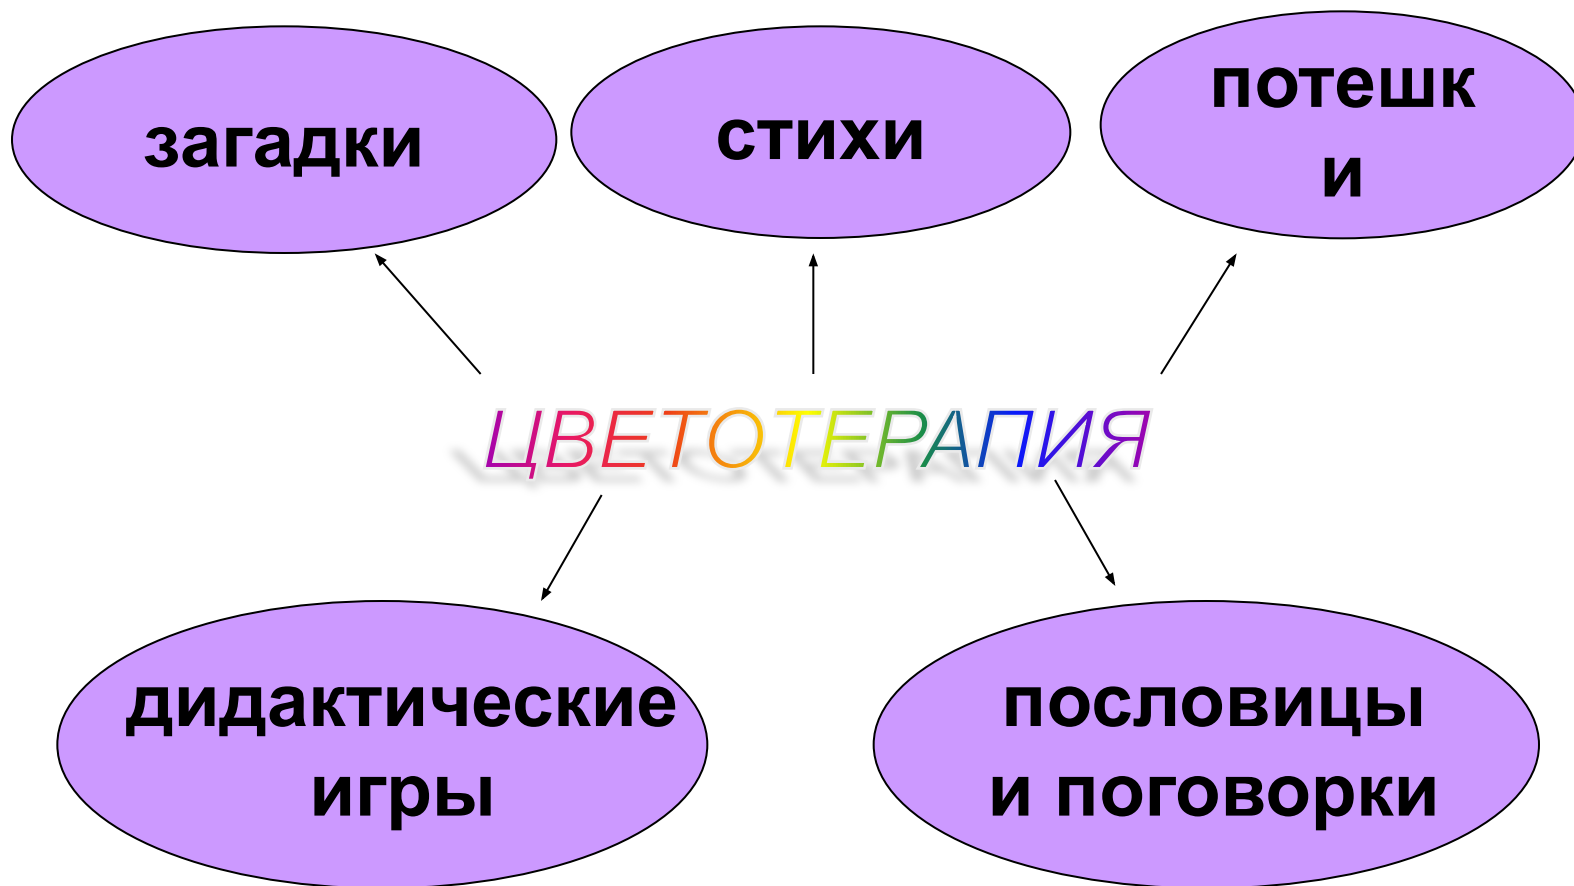 загадки
стихи
потешк
и
ЦВЕТОТЕРАПИЯ
дидактические
игры
пословицы
и поговорки